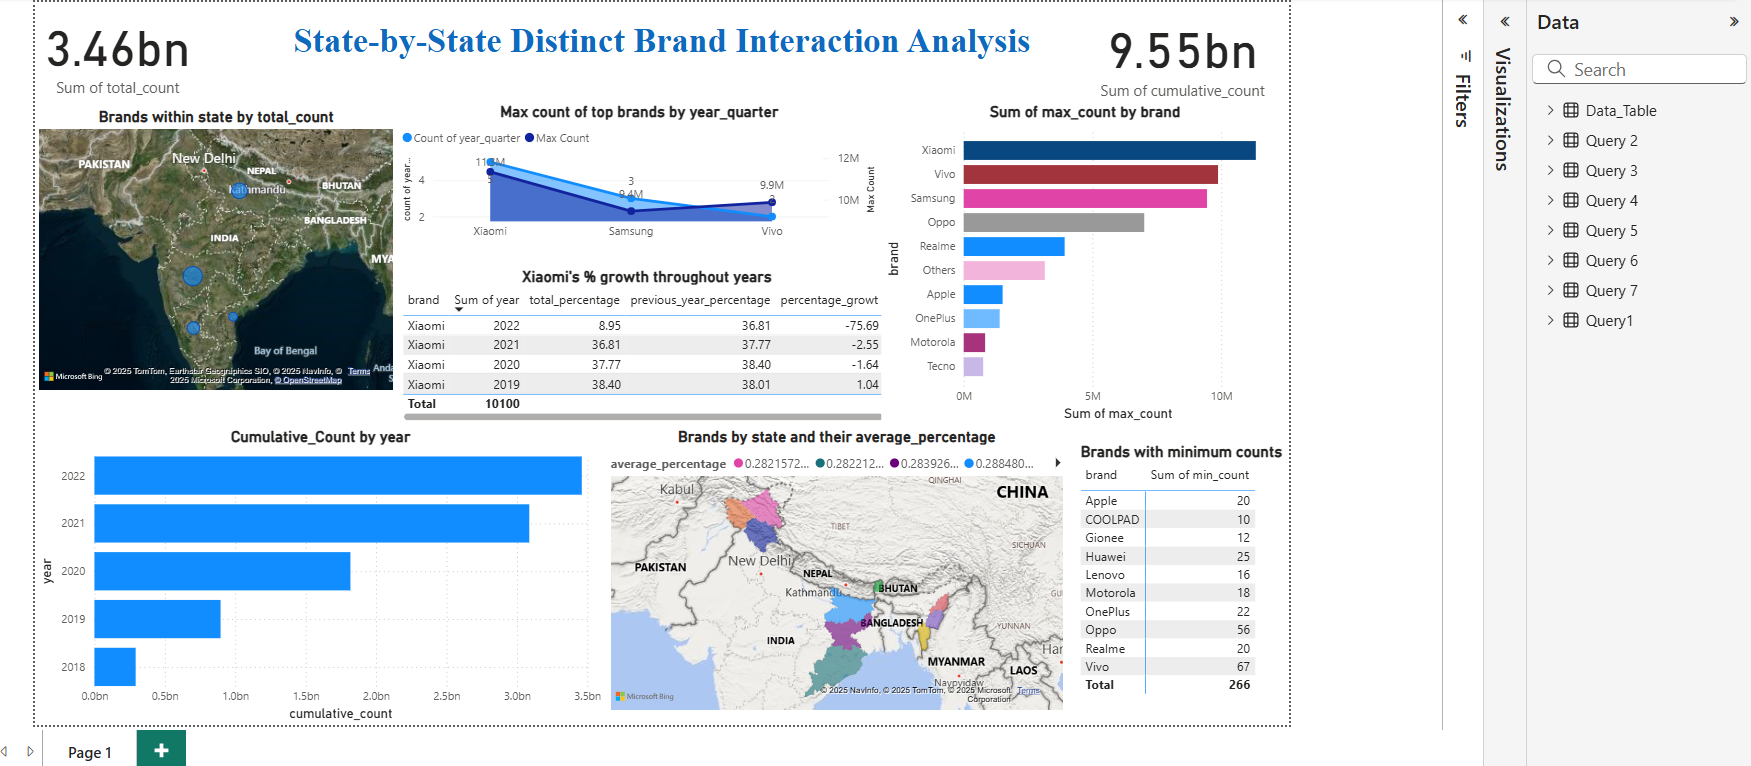 3.46bn
Sum of total_count
State-by-State Distinct Brand Interaction Analysis
9.55bn
Sum of cumulative_count
Brands within state by total_count
PAKISTAN
New Delhi
NEPAL
Kathmandu
BHUTAN
BANGLADESH
INDIA
MYA
Bay of Bengal
Anda
S
Microsoft Bing
© 2025 TomTom, Earthstar Geographics SIO, © 2025 NavInfo, ©
2025 Microsoft Corporation, © OpenStreetMap
Terms
Max count of top brands by year_quarter
Count of year_quarter Max Count
count of year...
4
2
3
9.4M
9.9M
12M
10M
Max Count
Xiaomi Samsung Vivo
Xiaomi's % growth throughout years
brand Sum of year total_percentage previous_year_percentage percentage_growt
Xiaomi 2022 8.95 36.81 -75.69
Xiaomi 2021 36.81 37.77 -2.55
Xiaomi 2020 37.77 38.40 -1.64
Xiaomi 2019 38.40 38.01 1.04
Total 10100
Sum of max_count by brand
brand
Xiaomi
Vivo
Samsung
Oppo
Realme
Others
Apple
OnePlus
Motorola
Tecno
0M 5M 10M
Sum of max_count
Cumulative_Count by year
year
2022
2021
2020
2019
2018
0.0bn 0.5bn 1.0bn 1.5bn 2.0bn 2.5bn 3.0bn 3.5bn
cumulative_count
Brands by state and their average_percentage
average_percentage 0.2821572... 0.282212... 0.283926... 0.288480...
Kabul
QINGHAI
CHINA
TIBET
SICHUAN
PAKISTAN
New Delhi
NEPAL
Kathmandu
BHUTAN
GU
INDIA
BANGLADESH
YUNNAN
MYANMAR
Har
LAOS
Naypyidaw
Microsoft Bing
© 2025 NavInfo, © 2025 TomTom, © 2025 Microsoft
Corporation
Terms
Brands with minimum counts
brand Sum of min_count
Apple 20
COOLPAD 10
Gionee 12
Huawei 25
Lenovo 16
Motorola 18
OnePlus 22
Oppo 56
Realme 20
Vivo 67
Total 266
Filters
Visualizations
Data
Search
Data_Table
Query 2
Query 3
Query 4
Query 5
Query 6
Query 7
Query1
Page 1